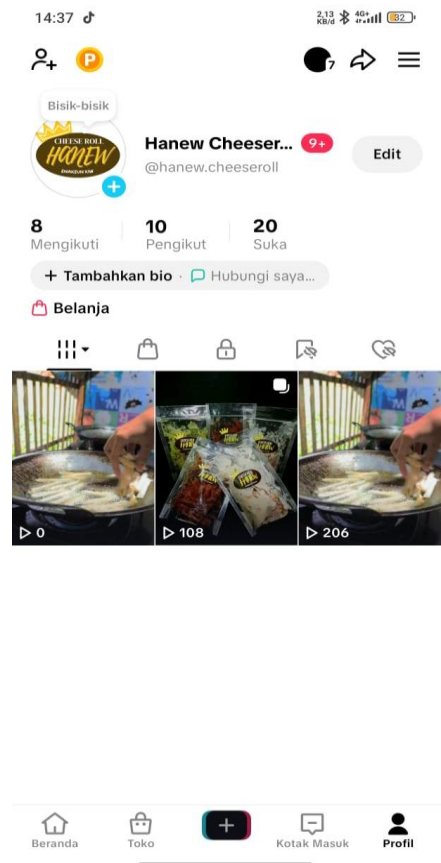 14:37
2,13 KB/d 4G+ 32
P
7
Bisik-bisik
CHEESE ROLL
HANEW
Hanew Cheeser... 9+
@hanew.cheeseroll
Edit
8 10 20
Mengikuti Pengikut Suka
+ Tambahkan bio · Hubungi saya...
Belanja
0 108 206
Beranda Toko Kotak Masuk Profil